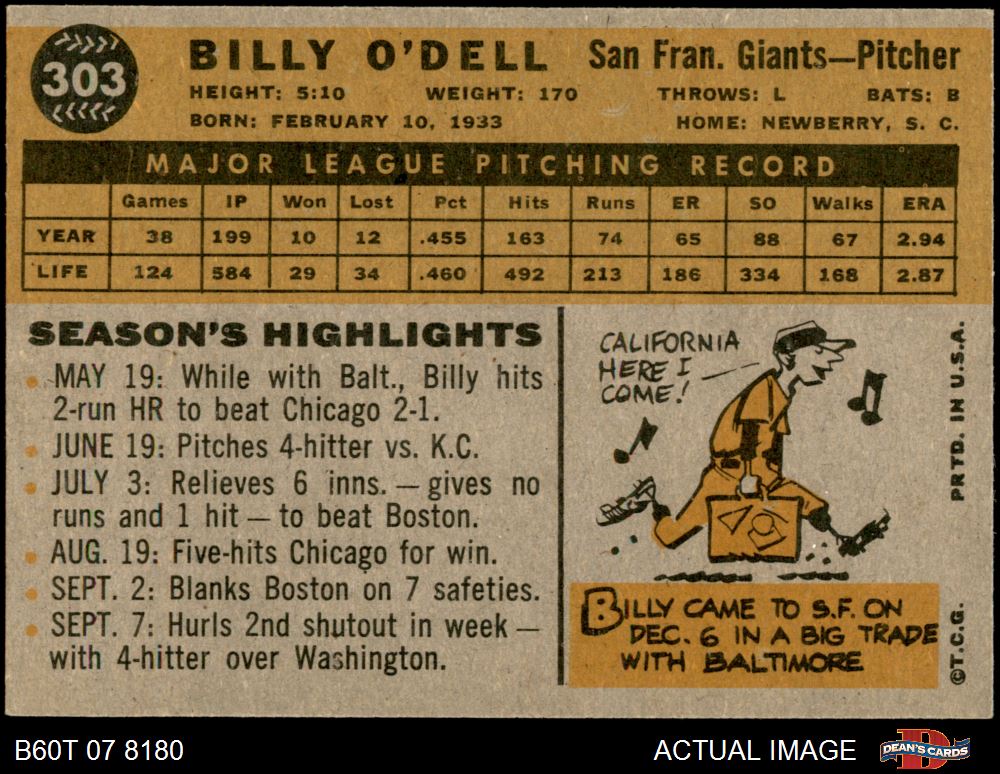 303
BILLY O'DELL San Fran. Giants—Pitcher
HEIGHT: 5:10 WEIGHT: 170 THROWS: L BATS: B
BORN: FEBRUARY 10, 1933 HOME: NEWBERRY, S. C.
MAJOR LEAGUE PITCHING RECORD
Games IP Won Lost Pct Hits Runs ER SO Walks ERA
YEAR 38 199 10 12 .455 163 74 65 88 67 2.94
LIFE 124 584 29 34 .460 492 213 186 334 168 2.87
SEASON'S HIGHLIGHTS
• MAY 19: While with Balt., Billy hits
2-run HR to beat Chicago 2-1.
• JUNE 19: Pitches 4-hitter vs. K.C.
• JULY 3: Relieves 6 inns. — gives no
runs and 1 hit — to beat Boston.
• AUG. 19: Five-hits Chicago for win.
• SEPT. 2: Blanks Boston on 7 safeties.
• SEPT. 7: Hurls 2nd shutout in week —
with 4-hitter over Washington.
CALIFORNIA
HERE I
COME!
BILLY CAME TO S.F. ON
DEC. 6 IN A BIG TRADE
WITH BALTIMORE
©T.C.G. PRTD. IN U.S.A.
B60T 07 8180 ACTUAL IMAGE DEAN'S CARDS